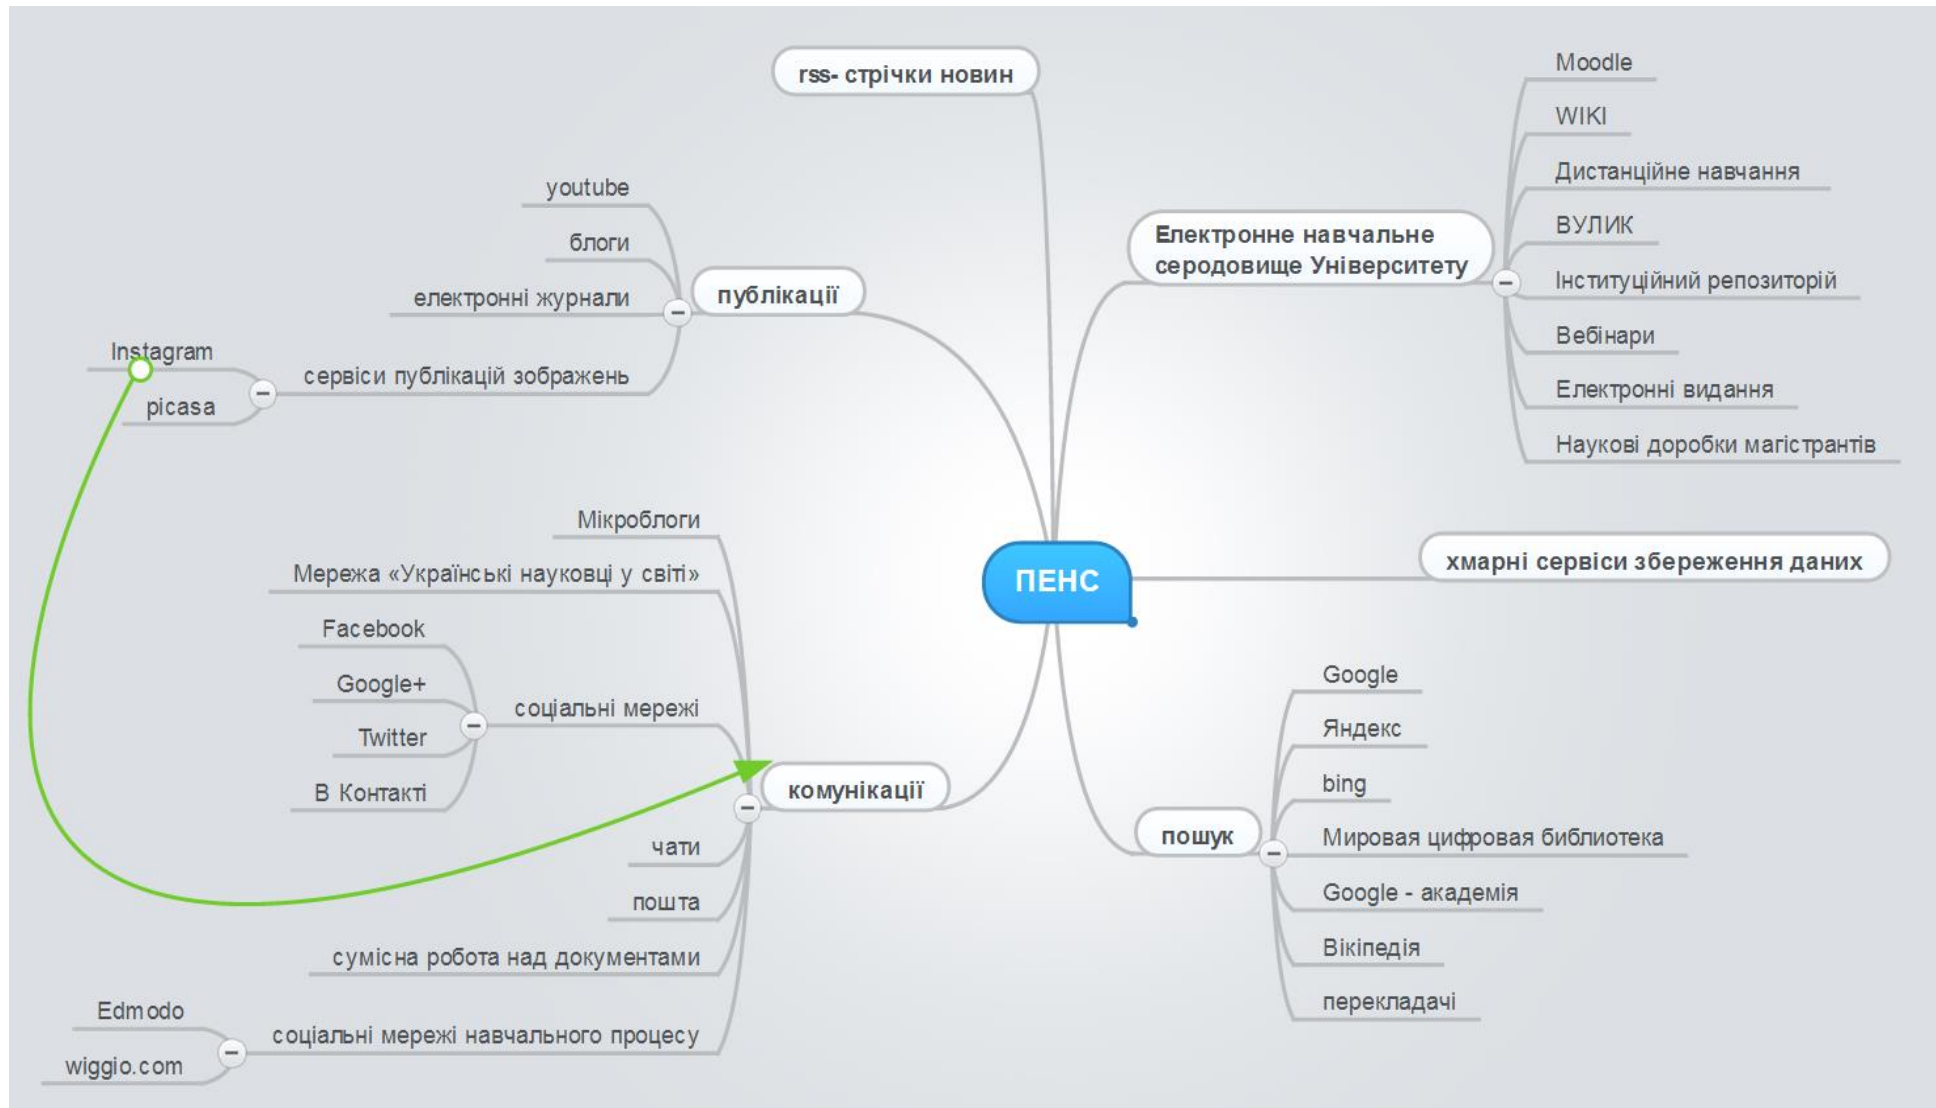 rss- стрічки новин
youtube
блоги
електронні журнали
сервіси публікацій зображень
Instagram
picasa
публікації
Мікроблоги
Мережа «Українські науковці у світі»
соціальні мережі
Facebook
Google+
Twitter
В Контакті
комунікації
чати
пошта
сумісна робота над документами
соціальні мережі навчального процесу
Edmodo
wiggio.com
ПЕНС
Електронне навчальне
серодовище Університету
Moodle
WIKI
Дистанційне навчання
ВУЛИК
Інституційний репозиторій
Вебінари
Електронні видання
Наукові доробки магістрантів
хмарні сервіси збереження даних
пошук
Google
Яндекс
bing
Мировая цифровая библиотека
Google - академія
Вікіпедія
перекладачі